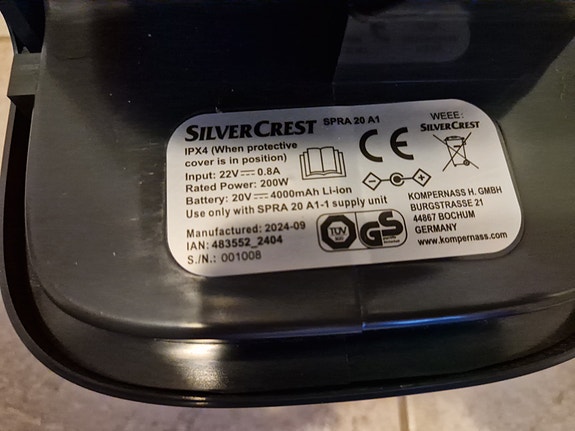 SILVERCREST SPRA 20 A1
IPX4 (When protective
cover is in position)
Input: 22V⎓0.8A
Rated Power: 200W
Battery: 20V⎓4000mAh Li-ion
Use only with SPRA 20 A1-1 supply unit
Manufactured: 2024-09
IAN: 483552_2404
S./N.: 001008
CE
TÜV
GS
WEEE:
SILVERCREST
KOMPERNASS H. GMBH
BURGSTRASSE 21
44867 BOCHUM
GERMANY
www.kompernass.com